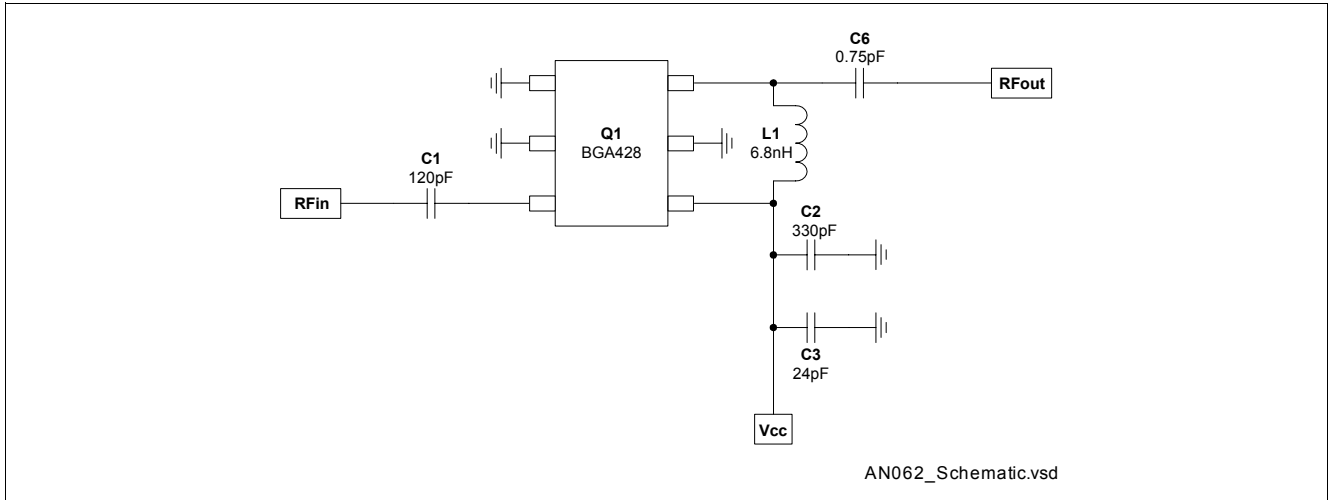 C6
0.75pF
RFout
Q1
BGA428
L1
6.8nH
C1
120pF
RFin
C2
330pF
C3
24pF
Vcc
AN062_Schematic.vsd